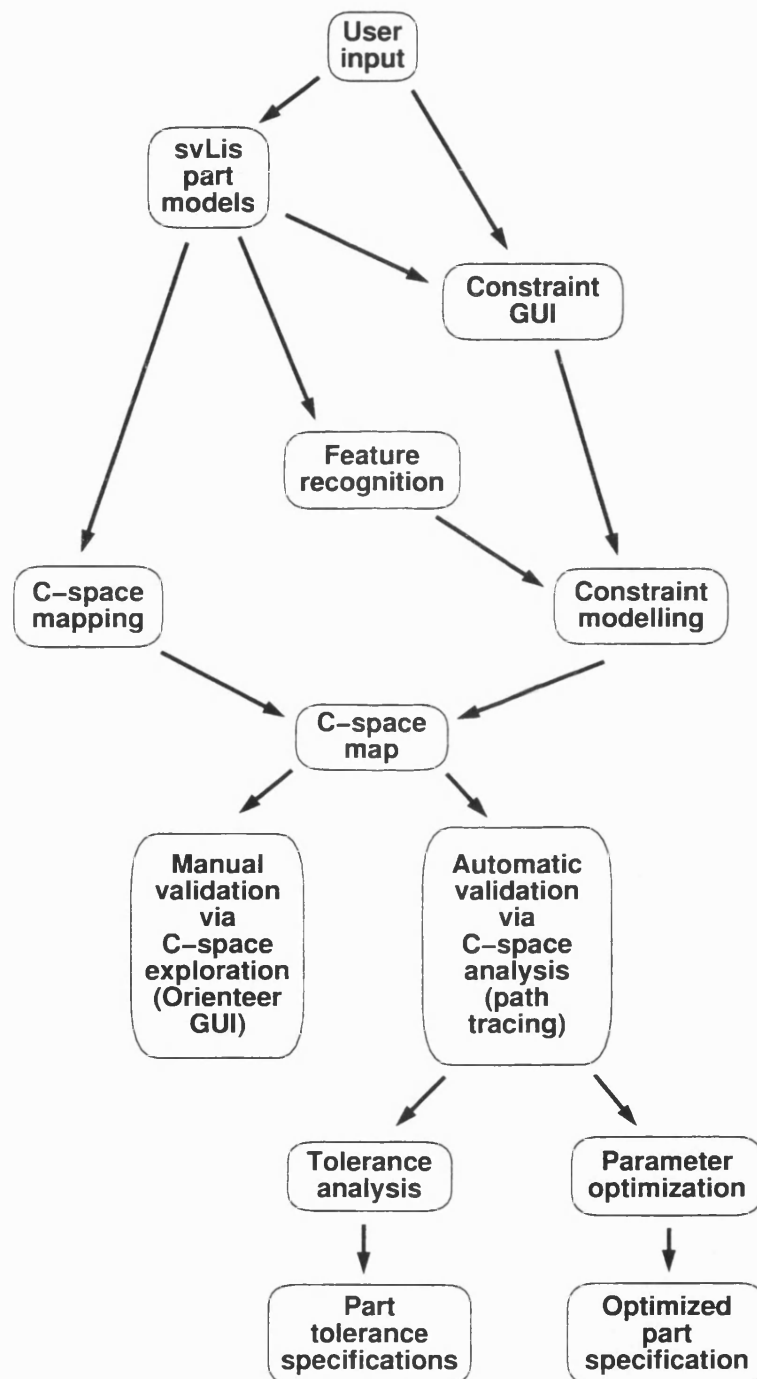 User
input
svLis
part
models
Constraint
GUI
Feature
recognition
C−space
mapping
Constraint
modelling
C−space
map
Manual
validation
via
C−space
exploration
(Orienteer
GUI)
Automatic
validation
via
C−space
analysis
(path
tracing)
Tolerance
analysis
Parameter
optimization
Part
tolerance
specifications
Optimized
part
specification